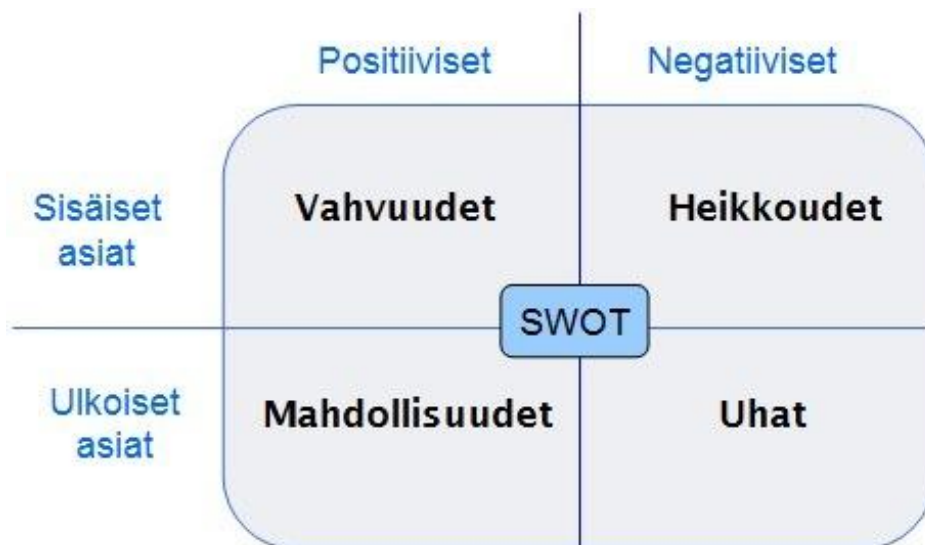 Positiiviset
Negatiiviset
Sisäiset
asiat
Vahvuudet
Heikkoudet
SWOT
Ulkoiset
asiat
Mahdollisuudet
Uhat